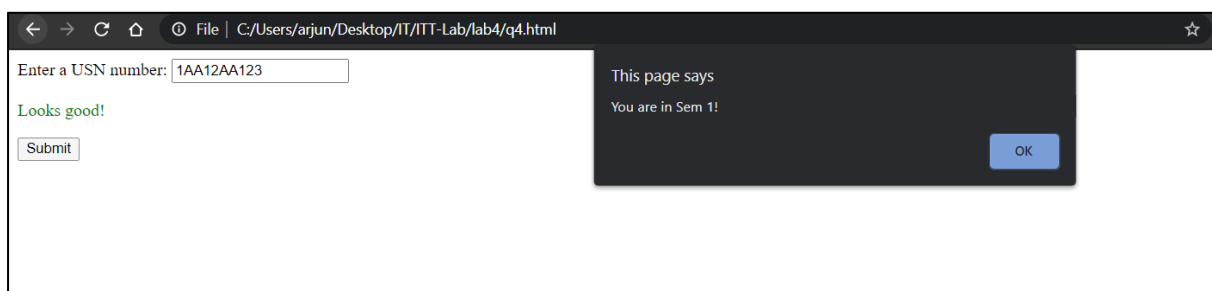 File | C:/Users/arjun/Desktop/IT/ITT-Lab/lab4/q4.html
Enter a USN number: 1AA12AA123
Looks good!
Submit
This page says
You are in Sem 1!
OK